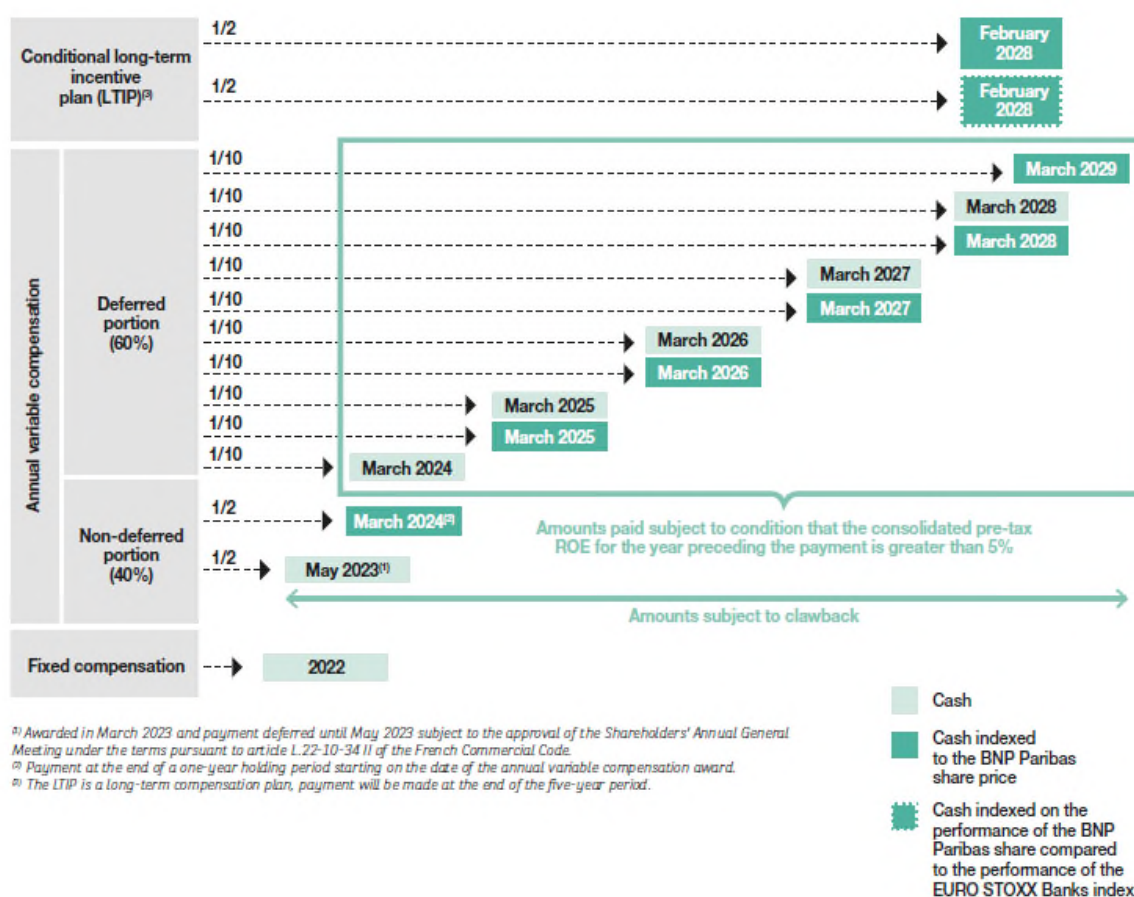 Conditional long-term
incentive
plan (LTIP)(3)
1/2
February
2028
1/2
February
2028
Annual variable compensation
Deferred
portion
(60%)
1/10
March 2029
1/10
March 2028
1/10
March 2028
1/10
March 2027
1/10
March 2027
1/10
March 2026
1/10
March 2026
1/10
March 2025
1/10
March 2025
1/10
March 2024
Non-deferred
portion
(40%)
1/2
March 2024(2)
1/2
May 2023(1)
Amounts paid subject to condition that the consolidated pre-tax
ROE for the year preceding the payment is greater than 5%
Amounts subject to clawback
Fixed compensation
2022
(1) Awarded in March 2023 and payment deferred until May 2023 subject to the approval of the Shareholders' Annual General
Meeting under the terms pursuant to article L.22-10-34 II of the French Commercial Code.
(2) Payment at the end of a one-year holding period starting on the date of the annual variable compensation award.
(3) The LTIP is a long-term compensation plan, payment will be made at the end of the five-year period.
Cash
Cash indexed
to the BNP Paribas
share price
Cash indexed on the
performance of the BNP
Paribas share compared
to the performance of the
EURO STOXX Banks index